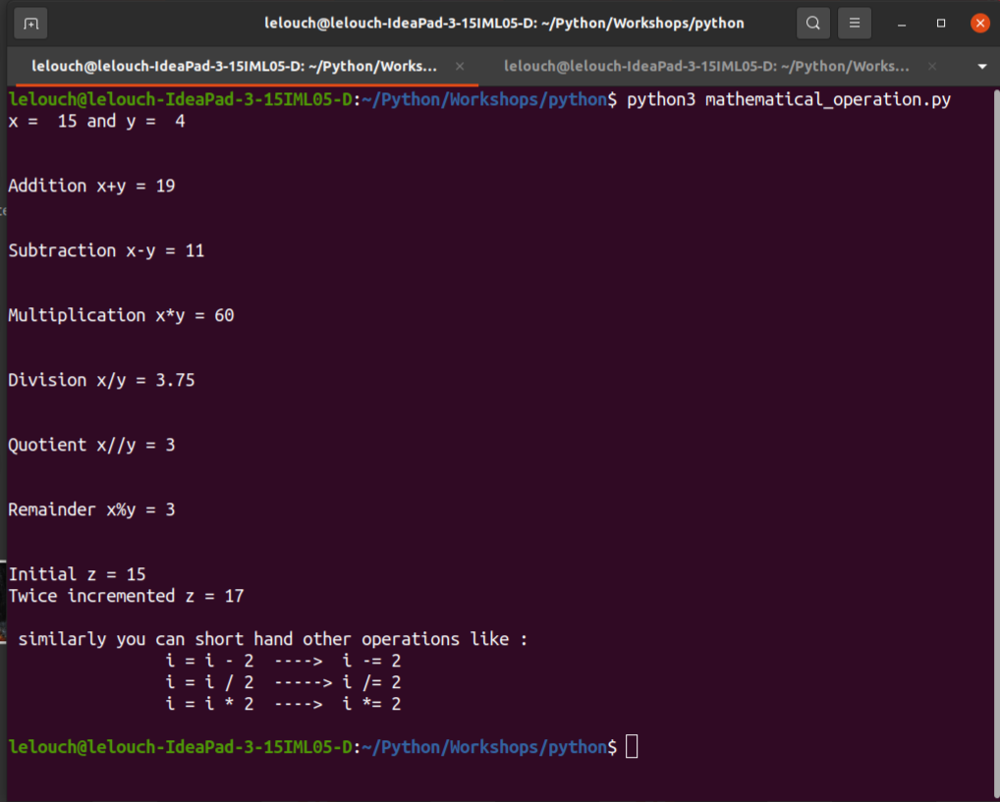 lelouch@lelouch-IdeaPad-3-15IML05-D: ~/Python/Workshops/python
lelouch@lelouch-IdeaPad-3-15IML05-D: ~/Python/Works...
lelouch@lelouch-IdeaPad-3-15IML05-D: ~/Python/Works...
lelouch@lelouch-IdeaPad-3-15IML05-D:~/Python/Workshops/python$ python3 mathematical_operation.py
x =  15 and y =  4
Addition x+y = 19
Subtraction x-y = 11
Multiplication x*y = 60
Division x/y = 3.75
Quotient x//y = 3
Remainder x%y = 3
Initial z = 15
Twice incremented z = 17
similarly you can short hand other operations like :
i = i - 2  ---->  i -= 2
i = i / 2  -----> i /= 2
i = i * 2  ---->  i *= 2
lelouch@lelouch-IdeaPad-3-15IML05-D:~/Python/Workshops/python$